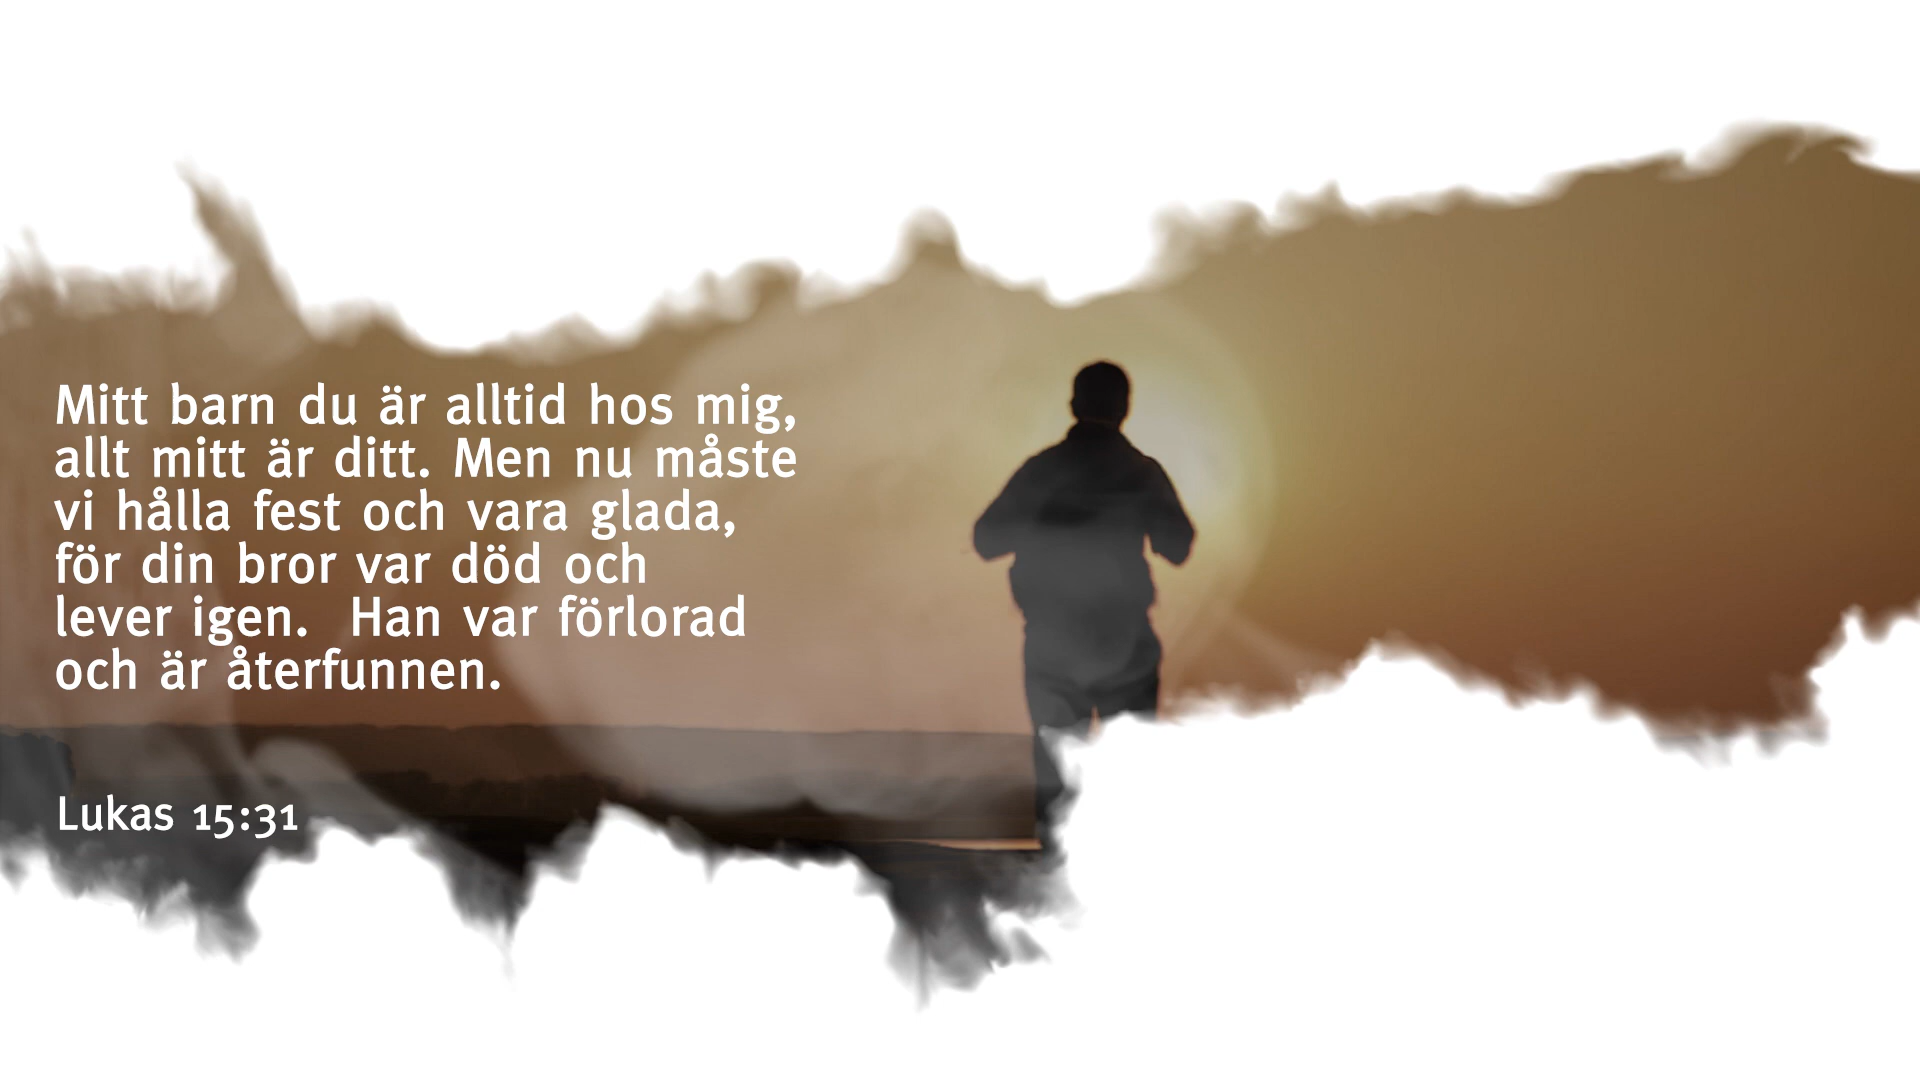 Mitt barn du är alltid hos mig,
allt mitt är ditt. Men nu måste
vi hålla fest och vara glada,
för din bror var död och
lever igen.  Han var förlorad
och är återfunnen.
Lukas 15:31